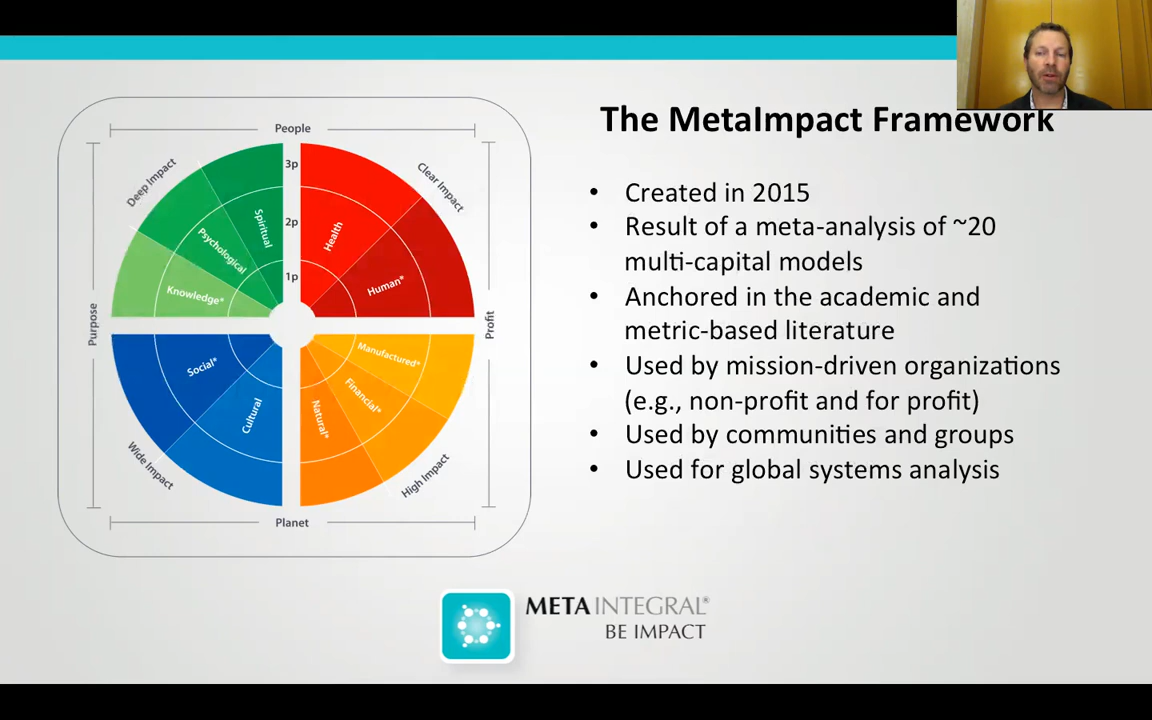 The MetaImpact Framework
People
Deep Impact
Clear Impact
3p
2p
1p
Spiritual
Psychological
Knowledge*
Health
Human*
Purpose
Profit
Social*
Cultural
Manufactured*
Financial*
Natural*
Wide Impact
High Impact
Planet
• Created in 2015
• Result of a meta-analysis of ~20
multi-capital models
• Anchored in the academic and
metric-based literature
• Used by mission-driven organizations
(e.g., non-profit and for profit)
• Used by communities and groups
• Used for global systems analysis
METAINTEGRAL®
BE IMPACT